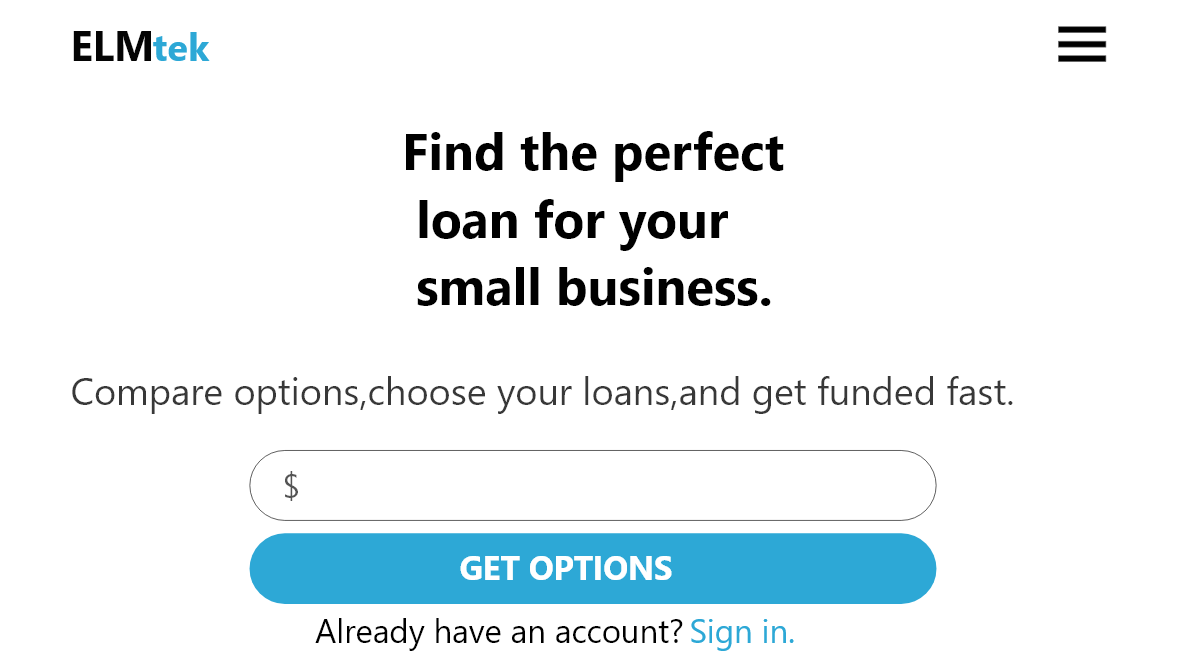 ELMtek
Find the perfect
loan for your
small business.
Compare options,choose your loans,and get funded fast.
$
GET OPTIONS
Already have an account? Sign in.